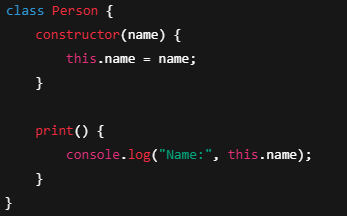 class Person {
    constructor(name) {
        this.name = name;
    }

    print() {
        console.log("Name:", this.name);
    }
}